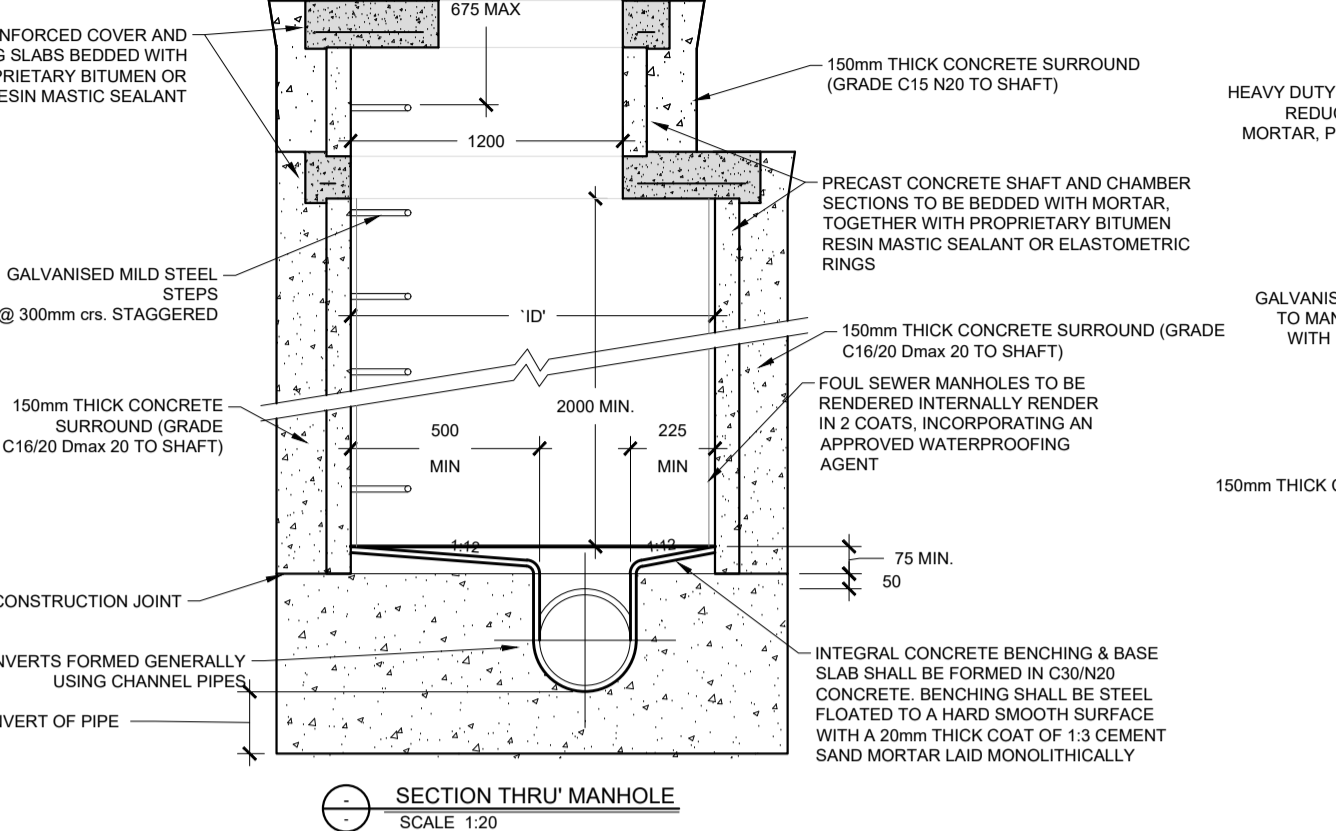 675 MAX
NFORCED COVER AND
G SLABS BEDDED WITH
PRIETARY BITUMEN OR
RESIN MASTIC SEALANT
150mm THICK CONCRETE SURROUND
(GRADE C15 N20 TO SHAFT)
HEAVY DUTY
REDUC
MORTAR, P
1200
PRECAST CONCRETE SHAFT AND CHAMBER
SECTIONS TO BE BEDDED WITH MORTAR,
TOGETHER WITH PROPRIETARY BITUMEN
RESIN MASTIC SEALANT OR ELASTOMETRIC
RINGS
GALVANISED MILD STEEL
STEPS
@ 300mm crs. STAGGERED
`ID'
GALVANIS
TO MAN
WITH
150mm THICK CONCRETE SURROUND (GRADE
C16/20 Dmax 20 TO SHAFT)
150mm THICK CONCRETE
SURROUND (GRADE
C16/20 Dmax 20 TO SHAFT)
2000 MIN.
500
MIN
225
MIN
FOUL SEWER MANHOLES TO BE
RENDERED INTERNALLY RENDER
IN 2 COATS, INCORPORATING AN
APPROVED WATERPROOFING
AGENT
150mm THICK C
1:12
1:12
75 MIN.
50
CONSTRUCTION JOINT
NVERTS FORMED GENERALLY
USING CHANNEL PIPES
NVERT OF PIPE
INTEGRAL CONCRETE BENCHING & BASE
SLAB SHALL BE FORMED IN C30/N20
CONCRETE. BENCHING SHALL BE STEEL
FLOATED TO A HARD SMOOTH SURFACE
WITH A 20mm THICK COAT OF 1:3 CEMENT
SAND MORTAR LAID MONOLITHICALLY
-
-
SECTION THRU' MANHOLE
SCALE 1:20